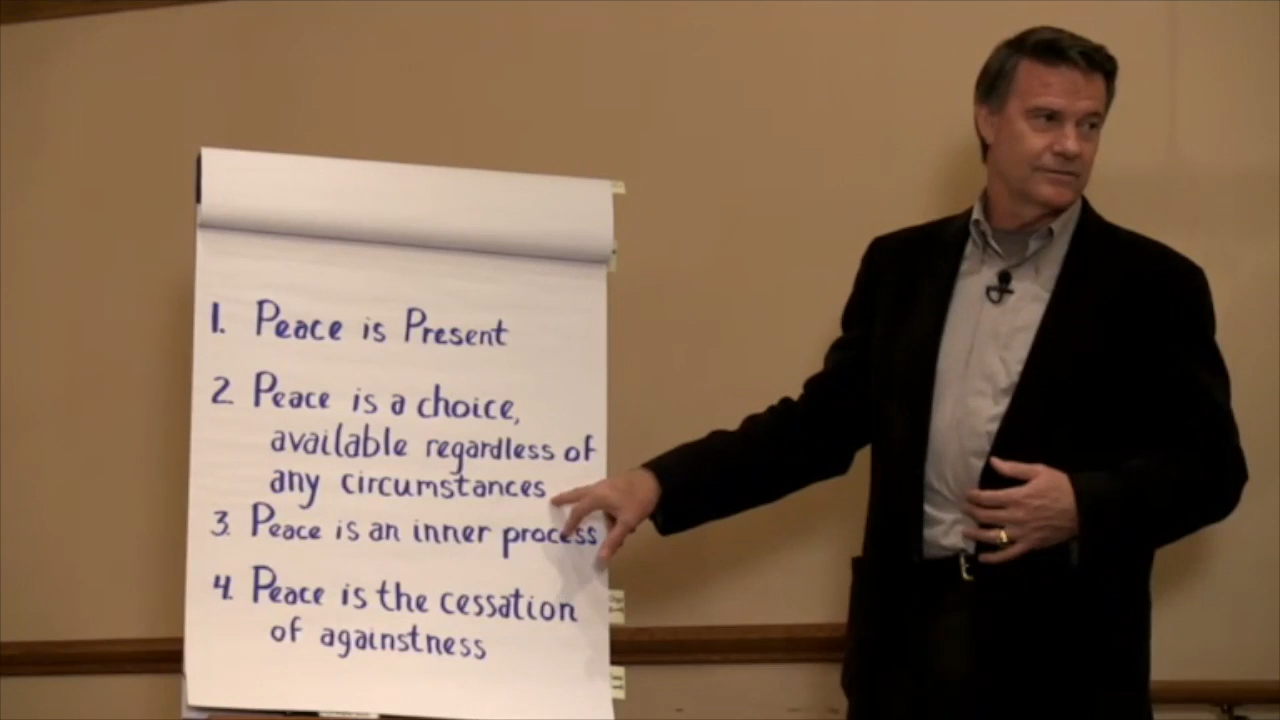 1. Peace is Present
2. Peace is a choice,
available regardless of
any circumstances
3. Peace is an inner process
4. Peace is the cessation
of againstness